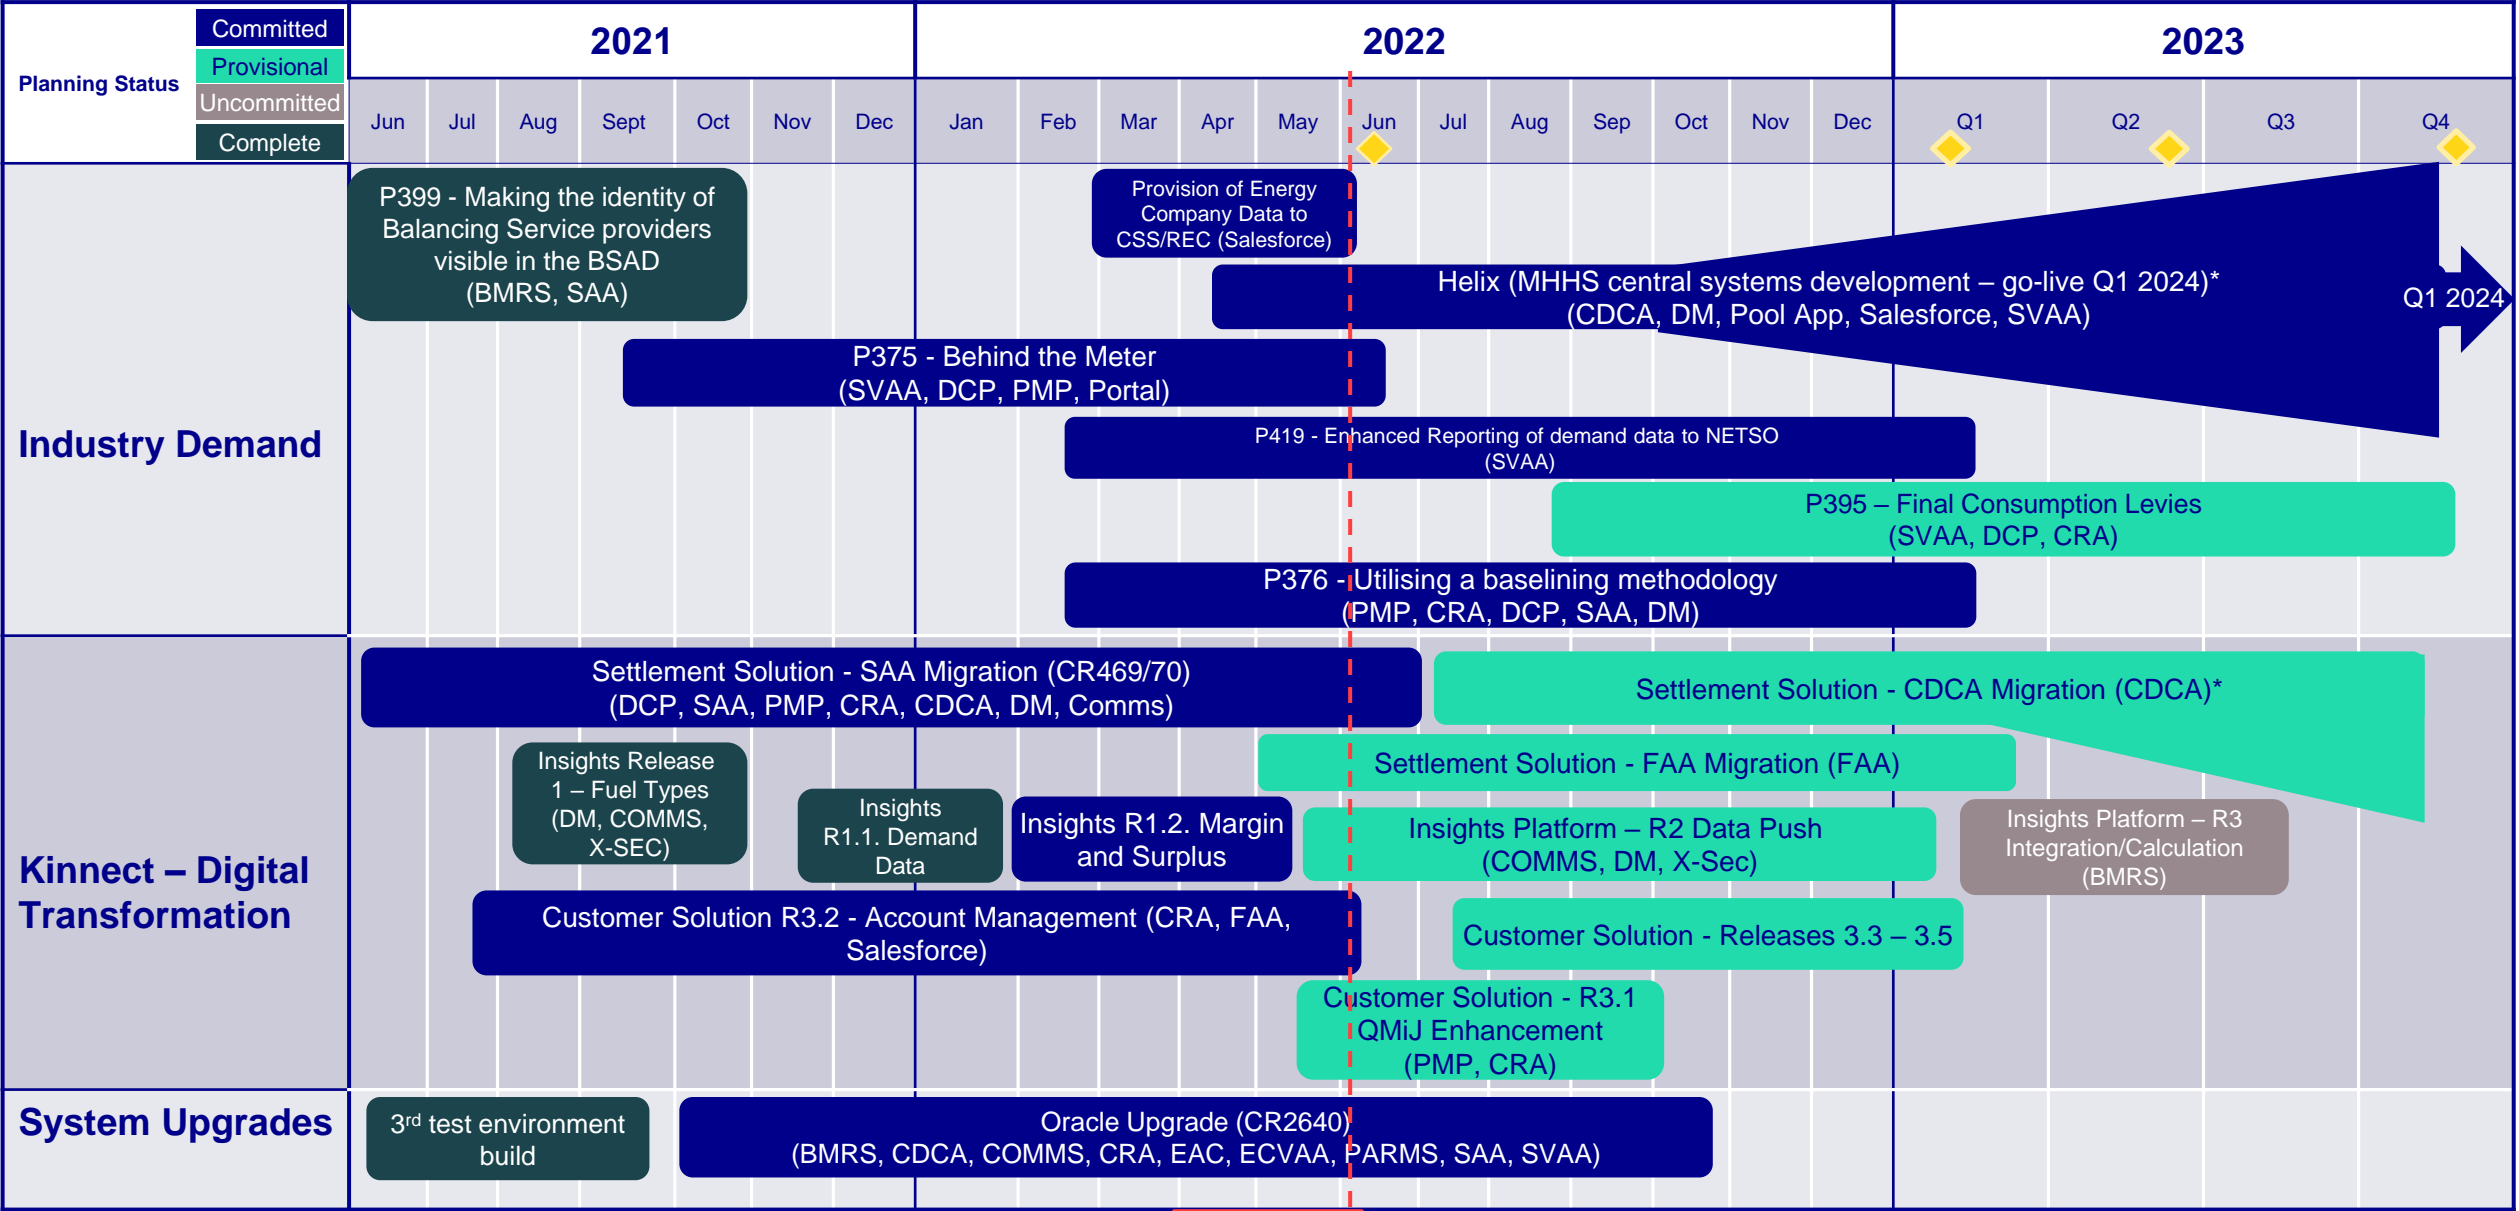 Planning Status
Committed
Provisional
Uncommitted
Complete
2021
2022
2023
Jun
Jul
Aug
Sept
Oct
Nov
Dec
Jan
Feb
Mar
Apr
May
Jun
Jul
Aug
Sep
Oct
Nov
Dec
Q1
Q2
Q3
Q4
Industry Demand
P399 - Making the identity of
Balancing Service providers
visible in the BSAD
(BMRS, SAA)
Provision of Energy
Company Data to
CSS/REC (Salesforce)
Helix (MHHS central systems development – go-live Q1 2024)*
(CDCA, DM, Pool App, Salesforce, SVAA)
Q1 2024
P375 - Behind the Meter
(SVAA, DCP, PMP, Portal)
P419 - Enhanced Reporting of demand data to NETSO
(SVAA)
P395 – Final Consumption Levies
(SVAA, DCP, CRA)
P376 - Utilising a baselining methodology
(PMP, CRA, DCP, SAA, DM)
Kinnect – Digital
Transformation
Settlement Solution - SAA Migration (CR469/70)
(DCP, SAA, PMP, CRA, CDCA, DM, Comms)
Settlement Solution - CDCA Migration (CDCA)*
Insights Release
1 – Fuel Types
(DM, COMMS,
X-SEC)
Settlement Solution - FAA Migration (FAA)
Insights
R1.1. Demand
Data
Insights R1.2. Margin
and Surplus
Insights Platform – R2 Data Push
(COMMS, DM, X-Sec)
Insights Platform – R3
Integration/Calculation
(BMRS)
Customer Solution R3.2 - Account Management (CRA, FAA,
Salesforce)
Customer Solution - Releases 3.3 – 3.5
Customer Solution - R3.1
QMiJ Enhancement
(PMP, CRA)
System Upgrades
3rd test environment
build
Oracle Upgrade (CR2640)
(BMRS, CDCA, COMMS, CRA, EAC, ECVAA, PARMS, SAA, SVAA)